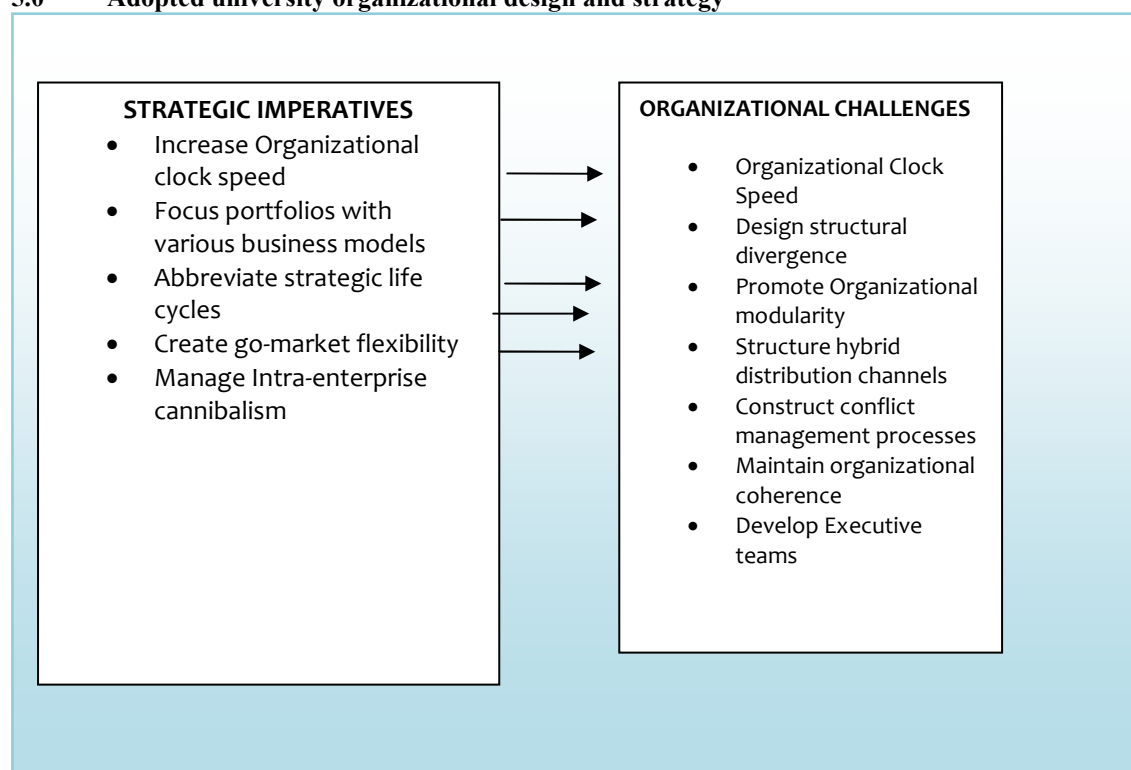 3.0 Adopted university organizational design and strategy
STRATEGIC IMPERATIVES
• Increase Organizational
clock speed
• Focus portfolios with
various business models
• Abbreviate strategic life
cycles
• Create go-market flexibility
• Manage Intra-enterprise
cannibalism
ORGANIZATIONAL CHALLENGES
• Organizational Clock
Speed
• Design structural
divergence
• Promote Organizational
modularity
• Structure hybrid
distribution channels
• Construct conflict
management processes
• Maintain organizational
coherence
• Develop Executive
teams